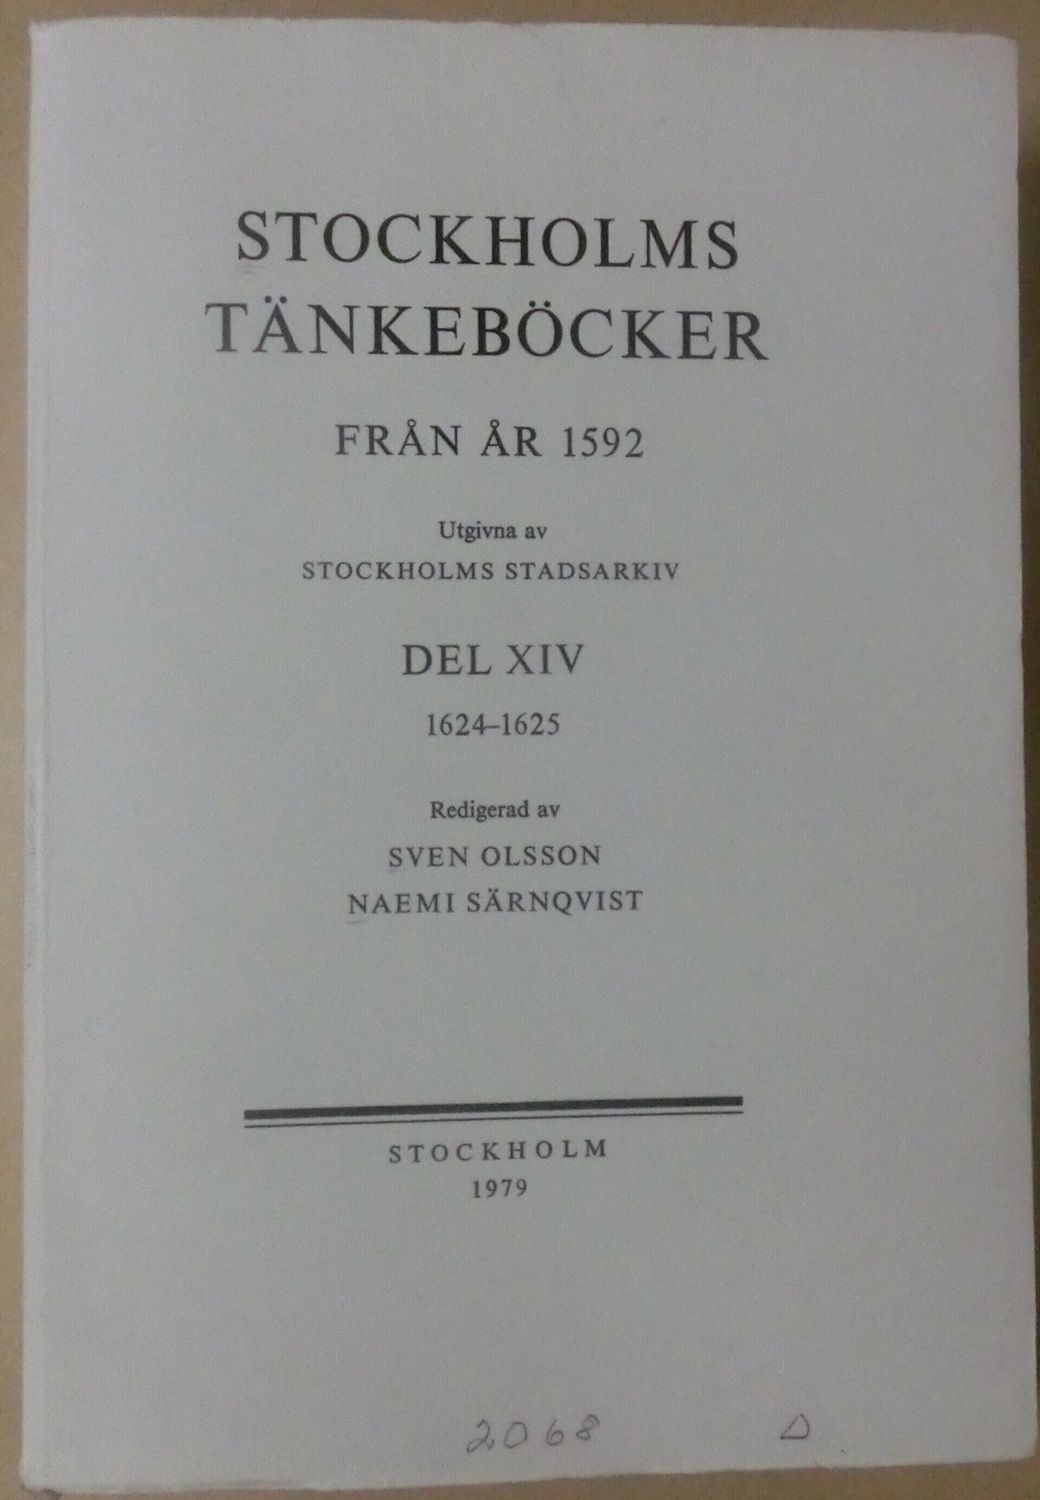 STOCKHOLMS
TÄNKEBÖCKER
FRÅN ÅR 1592
Utgivna av
STOCKHOLMS STADSARKIV
DEL XIV
1624–1625
Redigerad av
SVEN OLSSON
NAEMI SÄRNQVIST
STOCKHOLM
1979
2068 Δ